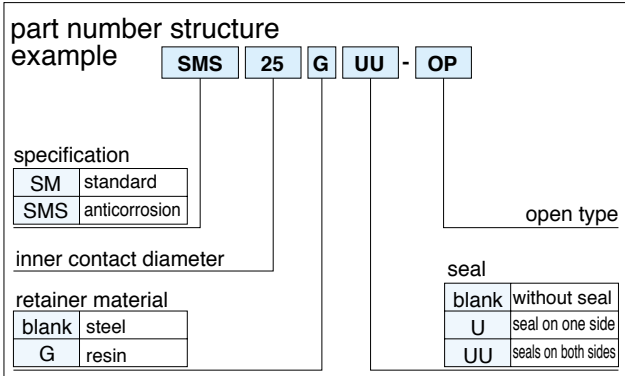 part number structure
example SMS 25 G UU - OP
specification
SM standard
SMS anticorrosion
open type
inner contact diameter
seal
retainer material
blank without seal
blank steel
U seal on one side
G resin
UU seals on both sides